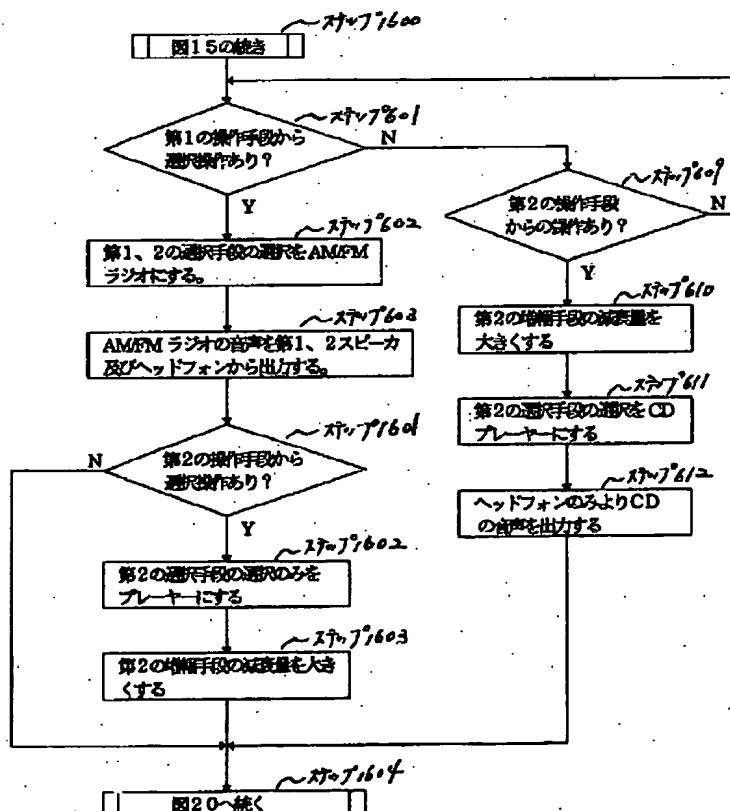 ステップ1600
図15の続き
ステップ601
第1の操作手段から
選択操作あり？
N
Y
ステップ609
第2の操作手段
からの操作あり？
N
Y
ステップ602
第1、2の選択手段の選択をAM/FM
ラジオにする。
ステップ610
第2の増幅手段の減衰量を
大きくする
ステップ603
AM/FM ラジオの音声を第1、2スピーカ
及びヘッドフォンから出力する。
ステップ611
第2の選択手段の選択をCD
プレーヤーにする
ステップ1601
第2の操作手段から
選択操作あり？
N
Y
ステップ612
ヘッドフォンのみよりCD
の音声を出力する
ステップ1602
第2の選択手段の選択のみを
プレーヤーにする
ステップ1603
第2の増幅手段の減衰量を大き
くする
ステップ1604
図20へ続く